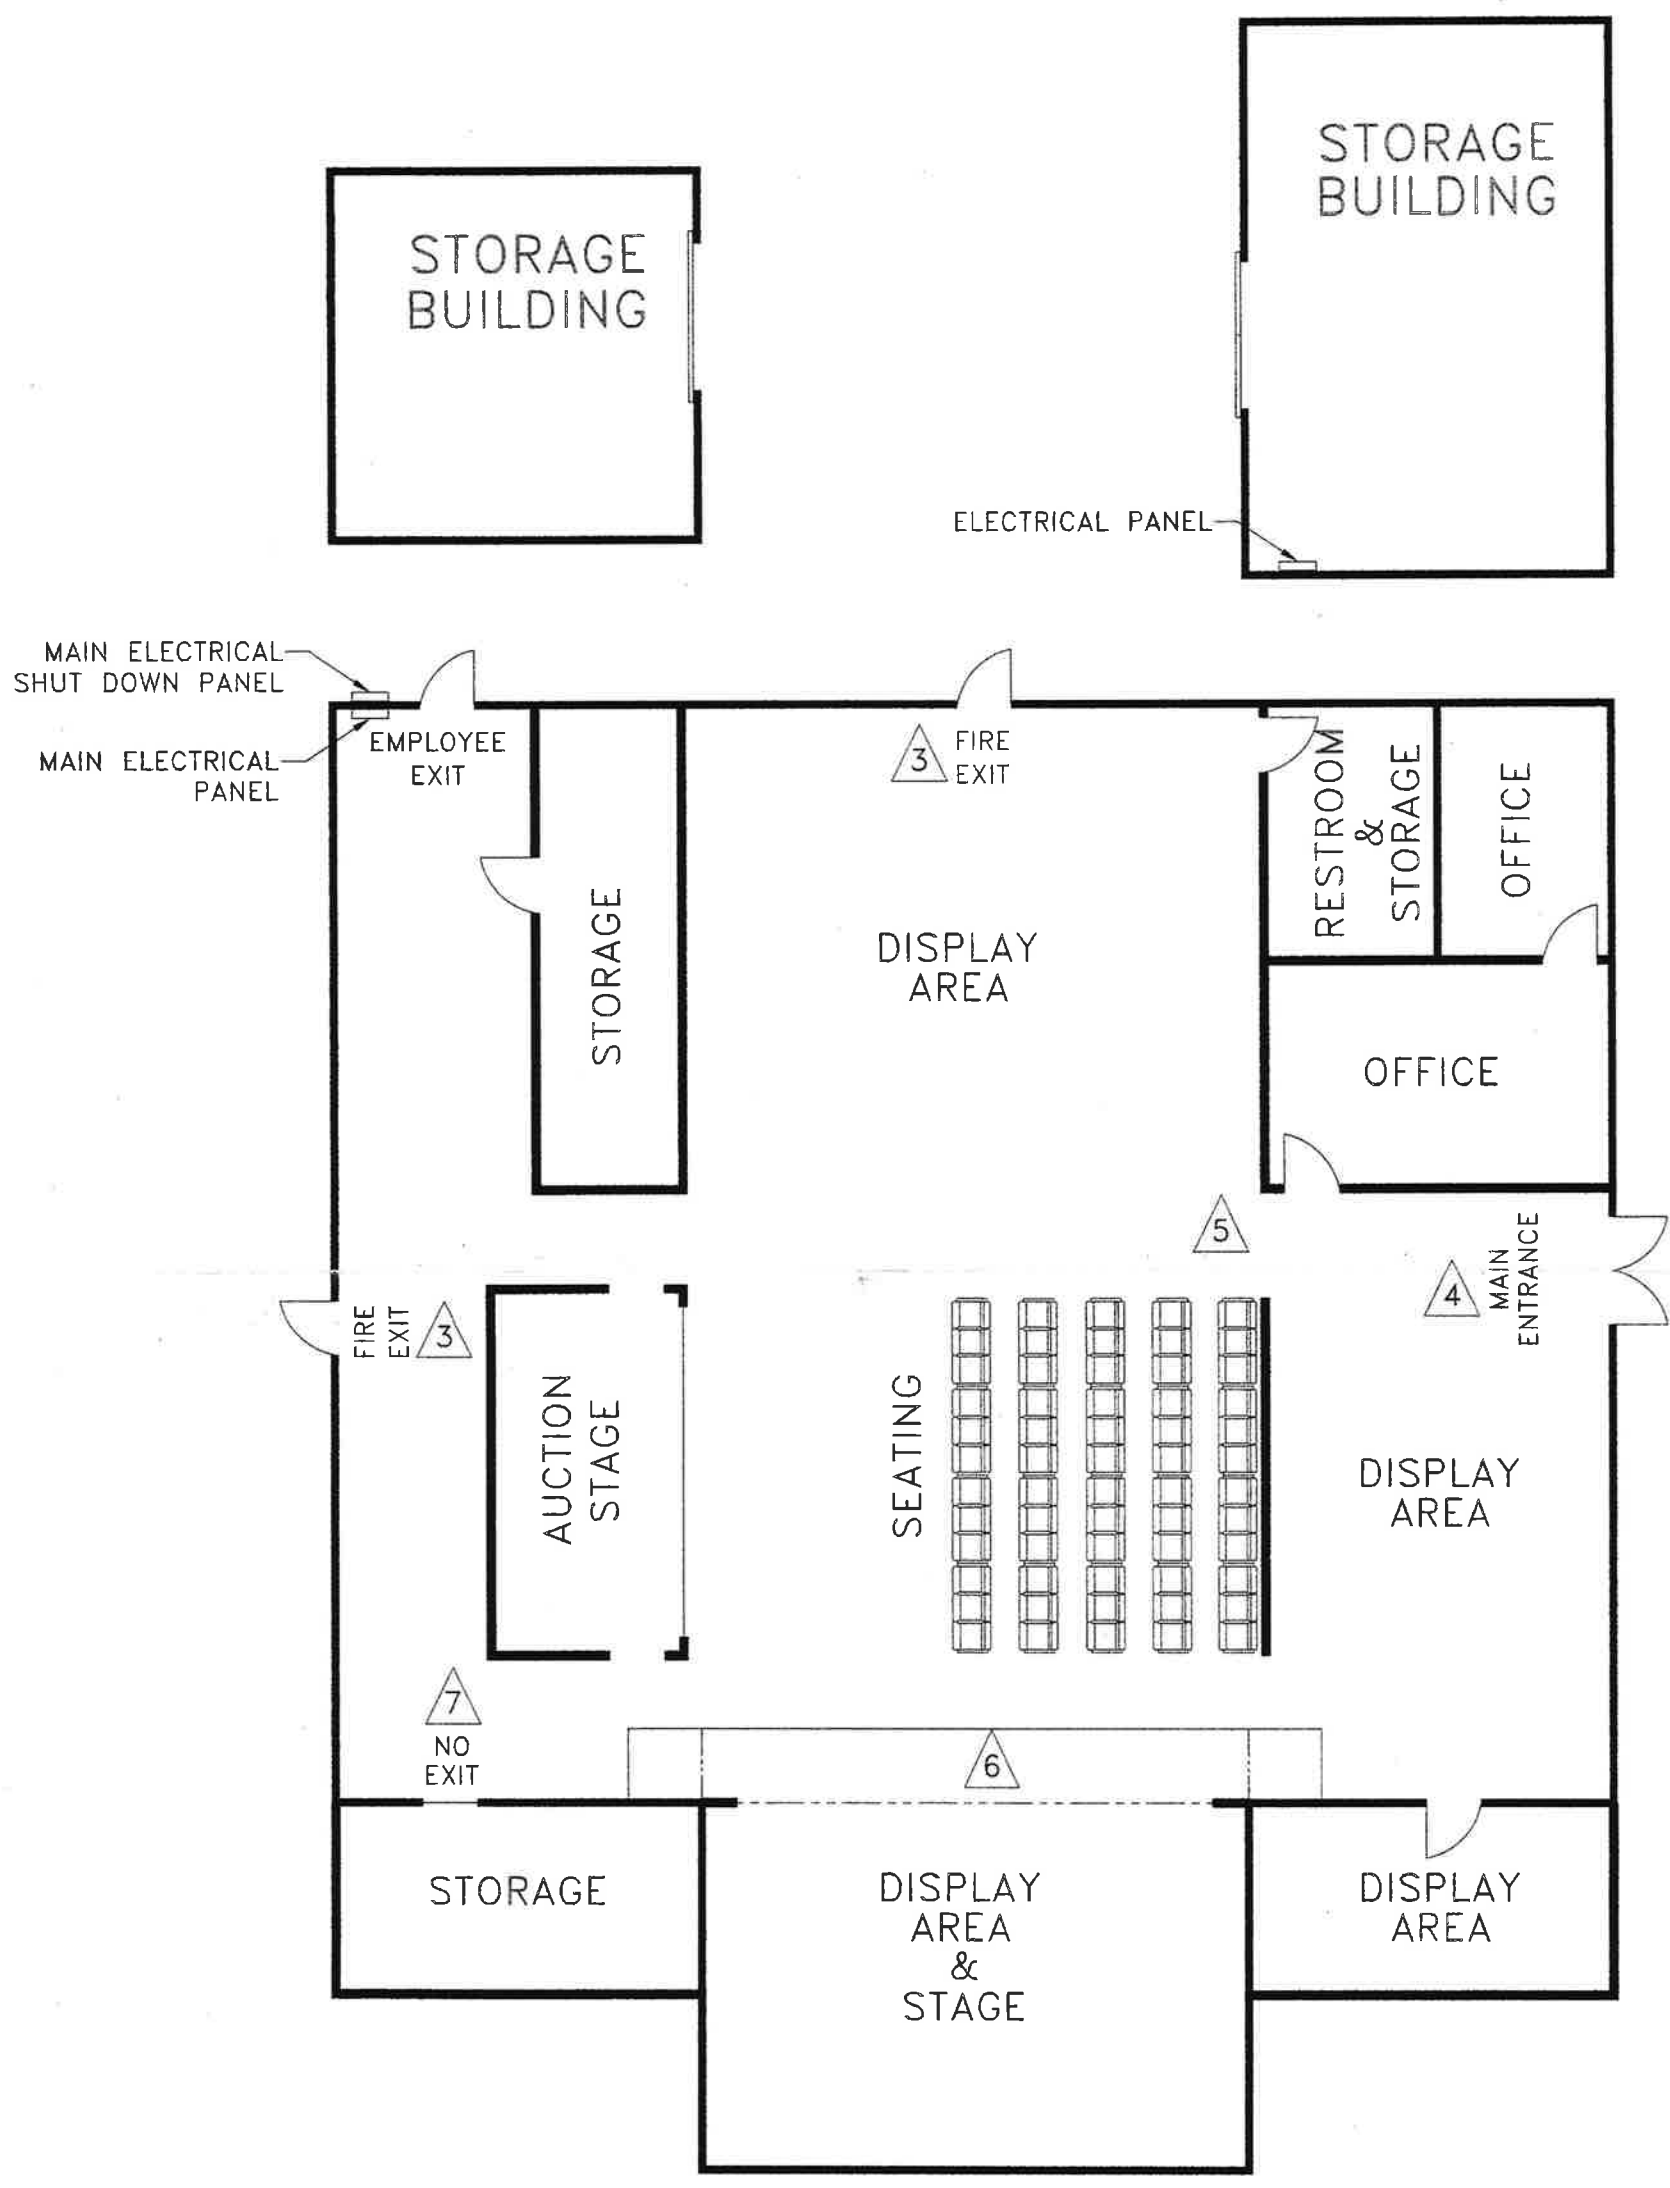 STORAGE
BUILDING
STORAGE
BUILDING
ELECTRICAL PANEL
MAIN ELECTRICAL
SHUT DOWN PANEL
MAIN ELECTRICAL
PANEL
EMPLOYEE
EXIT
3
FIRE
EXIT
RESTROOM
&
STORAGE
OFFICE
STORAGE
DISPLAY
AREA
OFFICE
5
4
MAIN
ENTRANCE
FIRE
EXIT
3
AUCTION
STAGE
SEATING
DISPLAY
AREA
7
NO
EXIT
6
STORAGE
DISPLAY
AREA
&
STAGE
DISPLAY
AREA